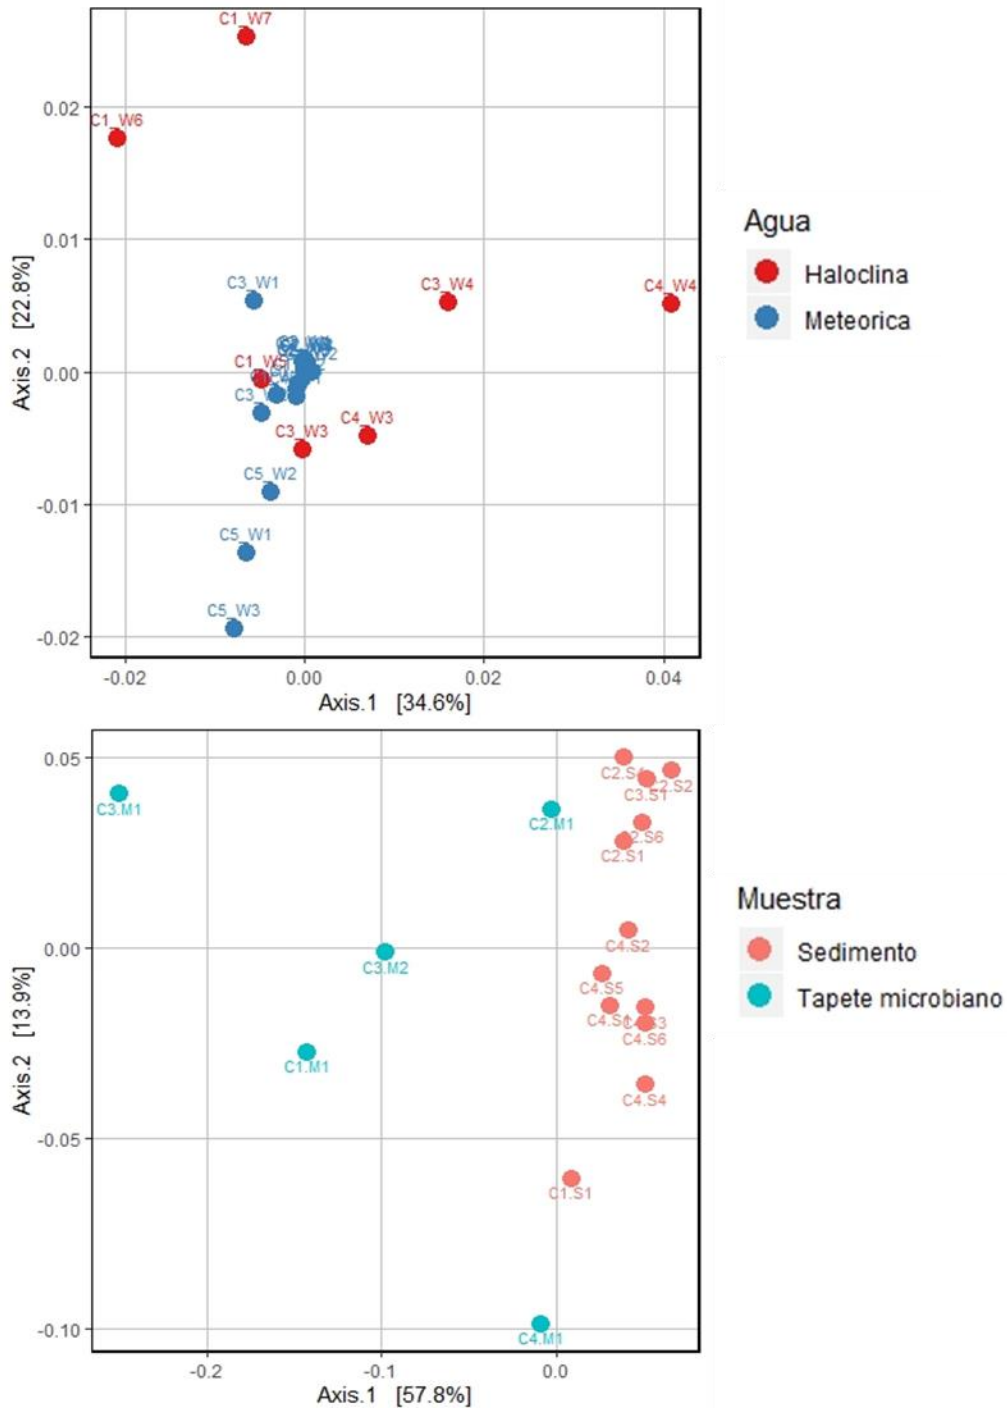 C1_W7
0.02
C1_W6
0.01
C3_W1
C3_W4
C4_W4
0.00
C1_W5
C3_
C4_W3
C3_W3
C5_W2
-0.01
C5_W1
C5_W3
-0.02
-0.02 0.00 0.02 0.04
Axis.1 [34.6%]
Axis.2 [22.8%]
Agua
Haloclina
Meteorica
0.05
C2.S4
C2.S2
C3.S1
C3.M1
C2.M1
C2.S6
C2.S1
0.00
C4.S2
C3.M2
C4.S5
C4.S1
C4.S3
C4.S6
C1.M1
C4.S4
-0.05
C1.S1
-0.10
C4.M1
-0.2 -0.1 0.0
Axis.1 [57.8%]
Axis.2 [13.9%]
Muestra
Sedimento
Tapete microbiano